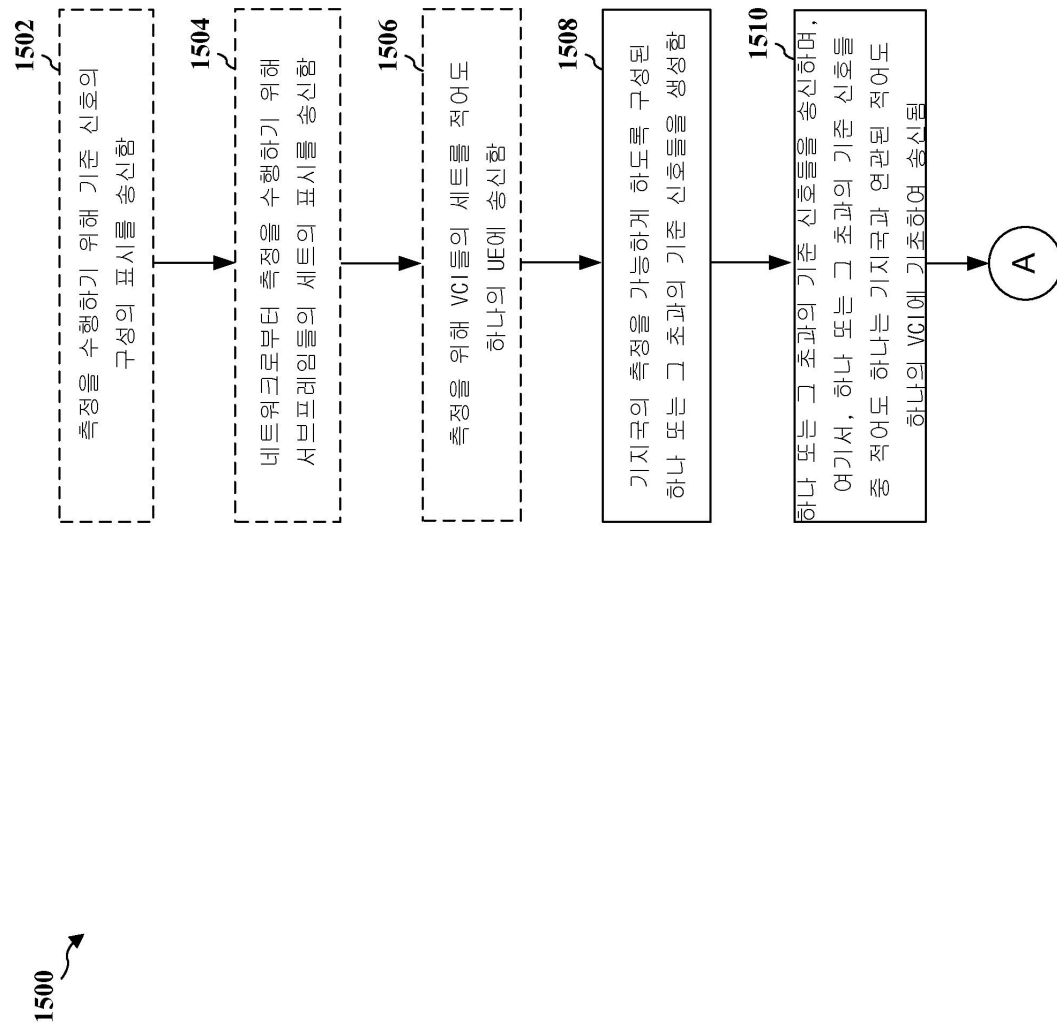 1500
1502
측정을 수행하기 위해 기준 신호의
구성의 표시를 송신함
1504
네트워크로부터 측정을 수행하기 위해
서브프레임들의 세트의 표시를 송신함
1506
측정을 위해 VCI들의 세트를 적어도
하나의 UE에 송신함
1508
기지국의 측정을 가능하게 하도록 구성된
하나 또는 그 초과의 기준 신호들을 생성함
1510
하나 또는 그 초과의 기준 신호들을 송신하며,
여기서, 하나 또는 그 초과의 기준 신호들
중 적어도 하나는 기지국과 연관된 적어도
하나의 VCI에 기초하여 송신됨
A